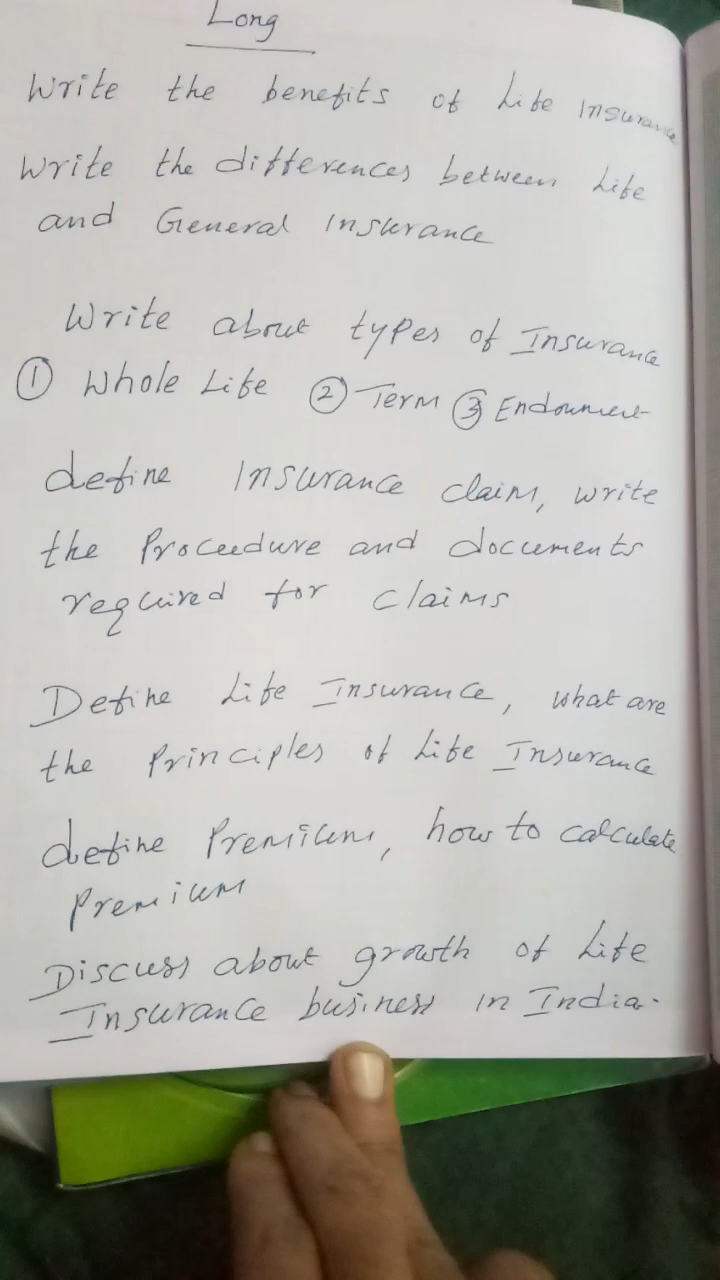 Long
Write the benefits of Life Insurance
Write the differences between Life
and General Insurance
Write about types of Insurance
① Whole Life ② Term ③ Endowment
define Insurance claim, write
the Proceedure and documents
required for claims
Define Life Insurance, what are
the Principles of Life Insurance
define Premium, how to calculate
Premium
Discuss about growth of Life
Insurance business in India.